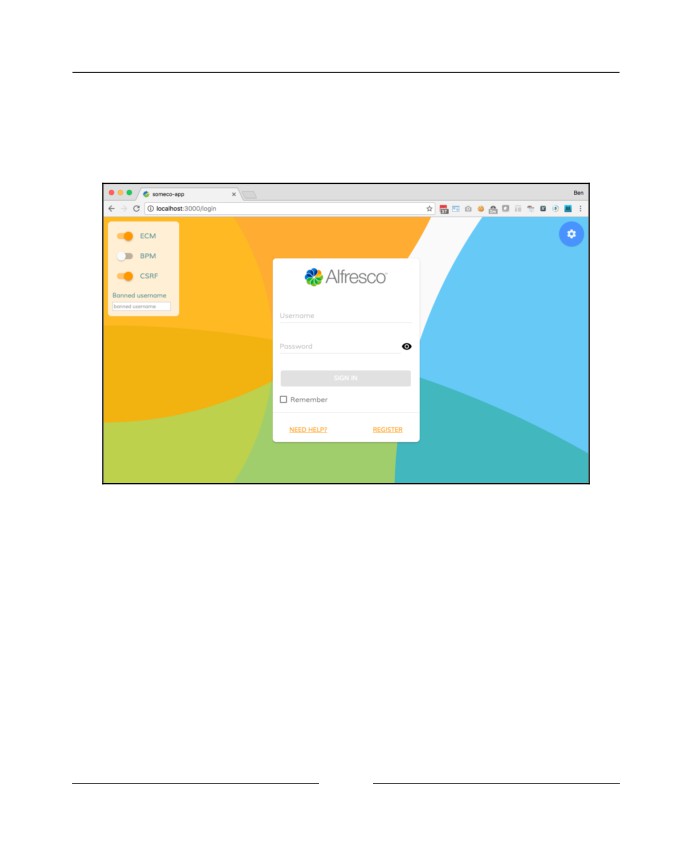 someco-app
Ben
localhost:3000/login
37
ECM
BPM
CSRF
Banned username
banned username
Alfresco
Username
Password
SIGN IN
Remember
NEED HELP?
REGISTER